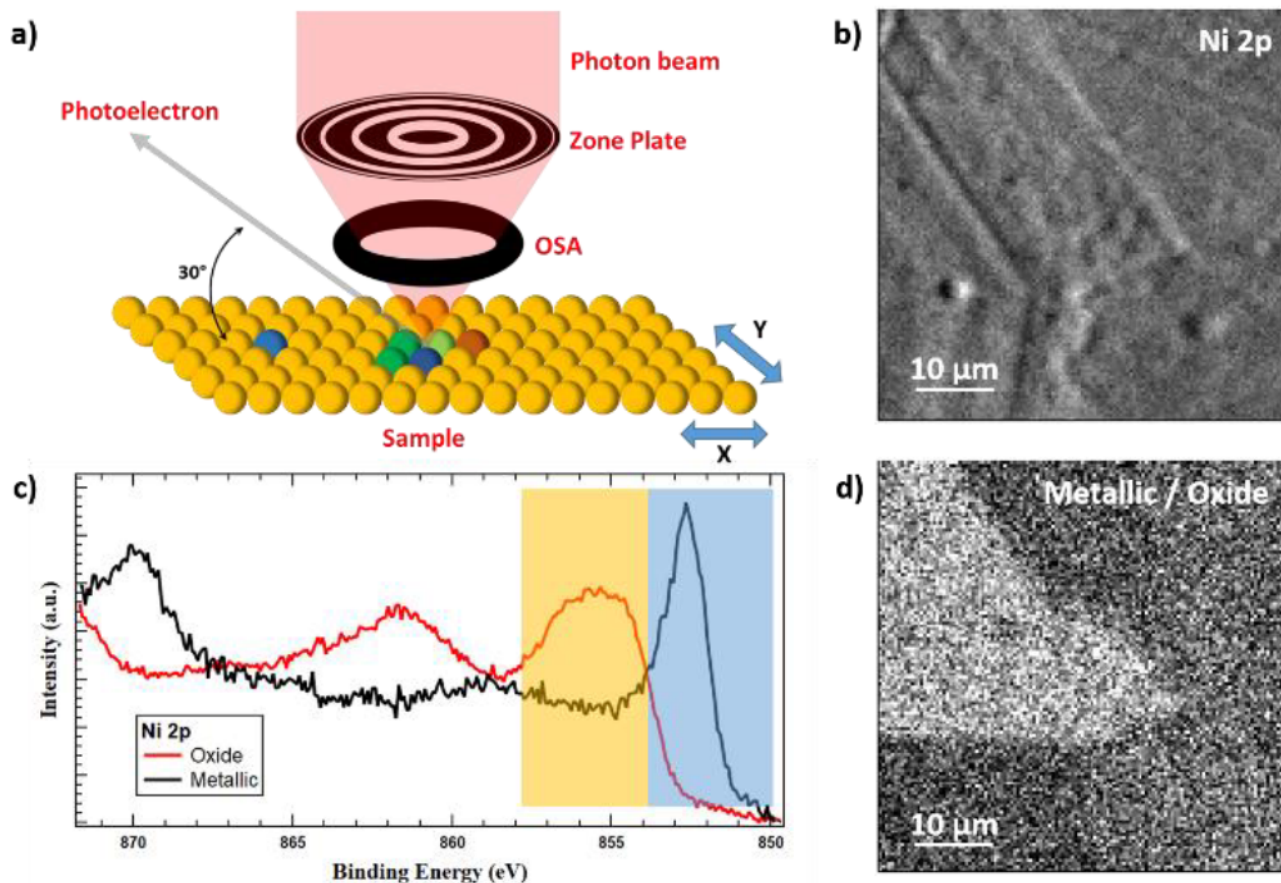 a)
Photon beam
Photoelectron
Zone Plate
OSA
30°
Y
X
Sample
b)
Ni 2p
10 µm
c)
Intensity (a.u.)
Ni 2p
Oxide
Metallic
870
865
860
855
850
Binding Energy (eV)
d)
Metallic / Oxide
10 µm